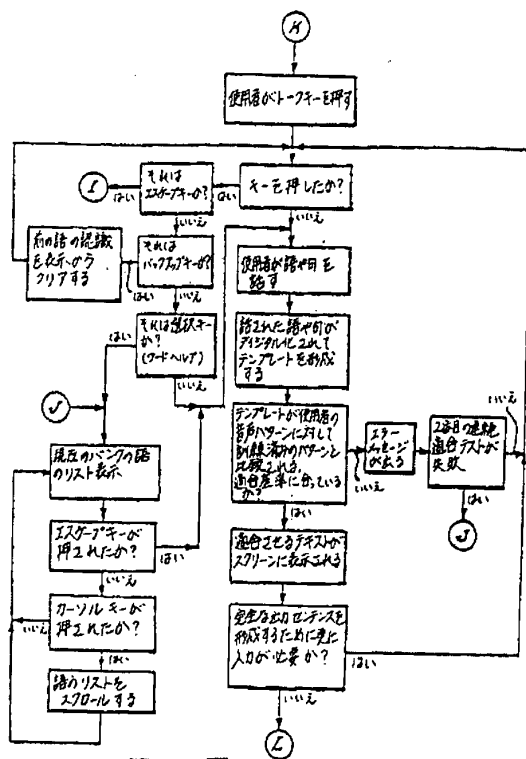 K
使用者がトークキーを押す
キーを押したか?
はい
いいえ
それは
エスケープキーか?
はい
いいえ
I
それは
バックアップキーか?
はい
いいえ
前の語の認識
を表示から
クリアする
それは選択キー
か?
(ワードヘルプ)
はい
いいえ
J
現在のバンクの語
のリスト表示
エスケープキーが
押されたか?
はい
いいえ
カーソルキーが
押されたか?
いいえ
はい
語のリストを
スクロールする
使用者が語や句を
話す
話された語や句が
ディジタル化されて
テンプレートを形成
する
テンプレートが使用者の
音声パターンに対して
訓練済みのパターンと
比較される.
適合基準に合っている
か?
いいえ
はい
エラー
メッセージ
が出る
2番目の連続
適合テストが
失敗
いいえ
はい
J
適合させるテキストが
スクリーンに表示される
完全な出力センテンスを
形成するために更に
入力が必要か?
はい
いいえ
L